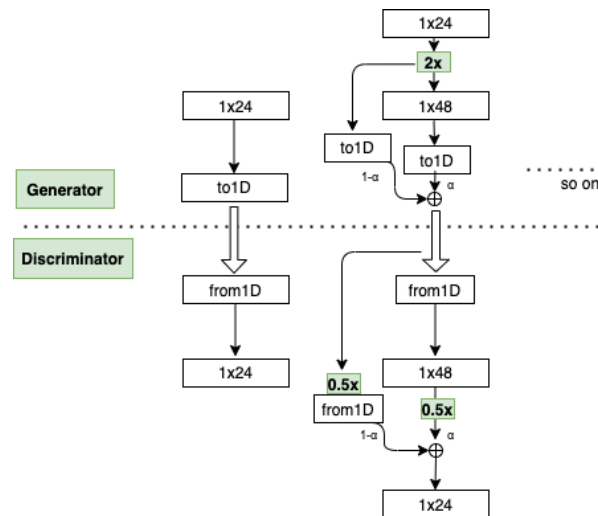 1x24
2x
1x24
1x48
to1D
to1D
1-α
α
Generator
to1D
so on
Discriminator
from1D
from1D
1x24
1x48
0.5x
0.5x
from1D
1-α
α
1x24